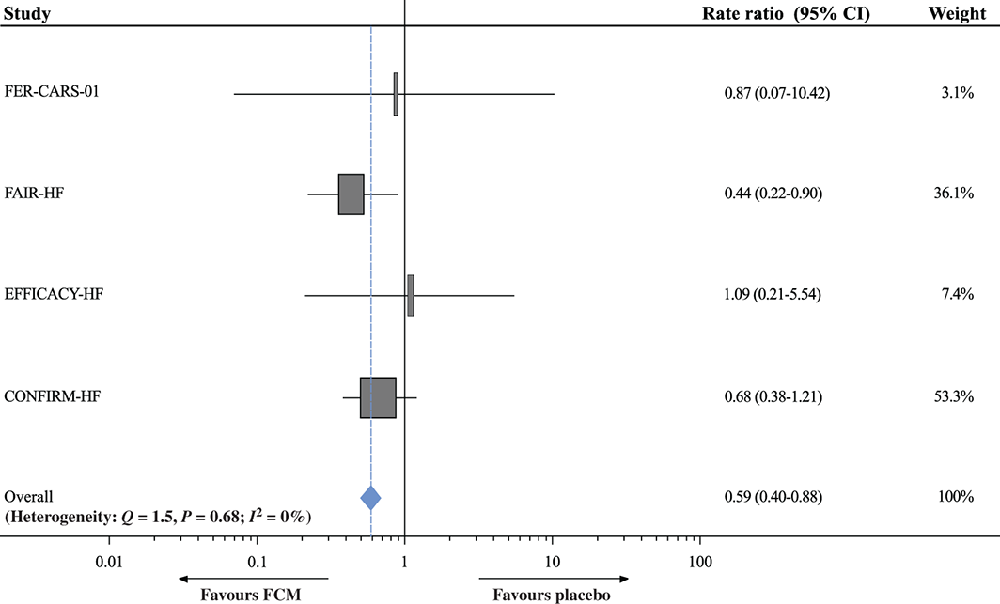 Study Rate ratio (95% CI) Weight
FER-CARS-01 0.87 (0.07-10.42) 3.1%
FAIR-HF 0.44 (0.22-0.90) 36.1%
EFFICACY-HF 1.09 (0.21-5.54) 7.4%
CONFIRM-HF 0.68 (0.38-1.21) 53.3%
Overall 0.59 (0.40-0.88) 100%
(Heterogeneity: Q = 1.5, P = 0.68; I² = 0%)
0.01 0.1 1 10 100
Favours FCM Favours placebo